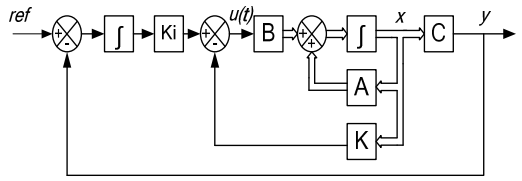 ref + - ∫ Ki + - u(t) B + + ∫ x C y
A
K